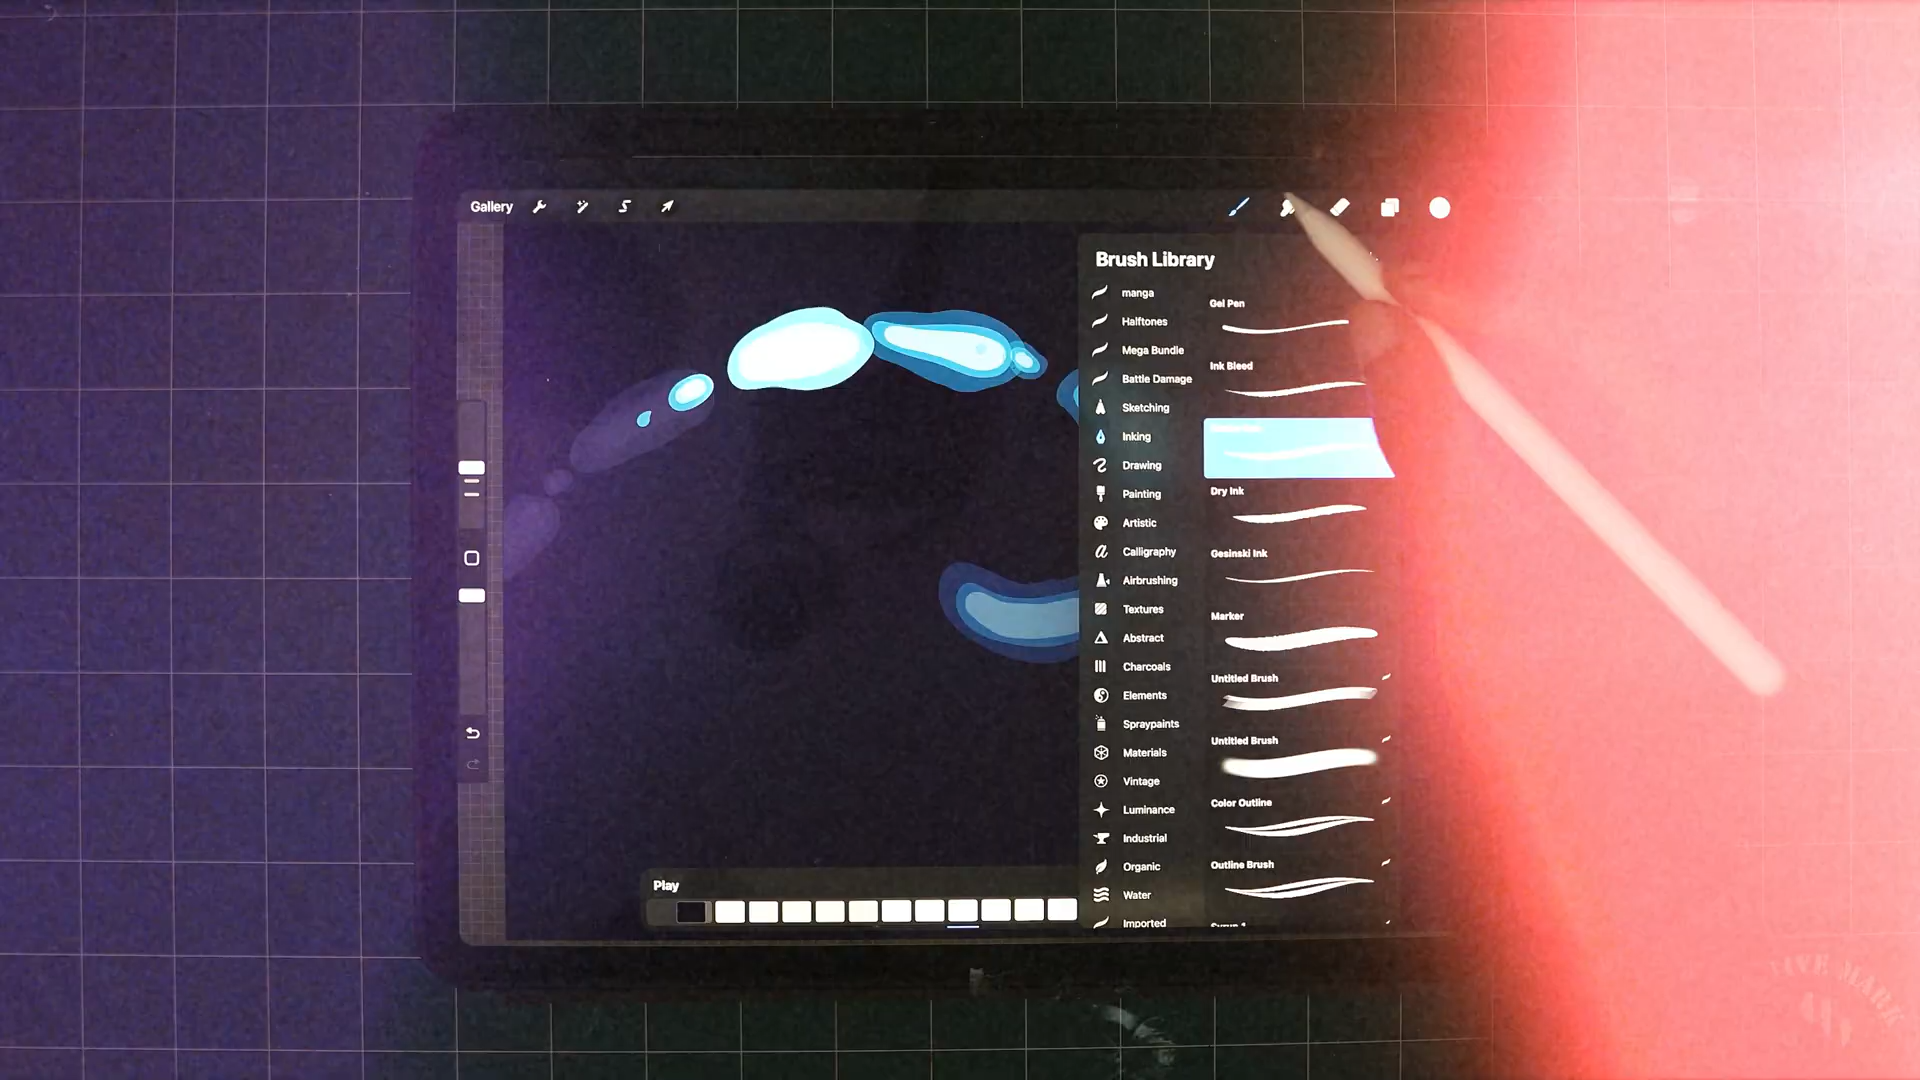 Gallery
Brush Library
manga
Halftones
Mega Bundle
Battle Damage
Sketching
Inking
Drawing
Painting
Artistic
Calligraphy
Airbrushing
Textures
Abstract
Charcoals
Elements
Spraypaints
Materials
Vintage
Luminance
Industrial
Organic
Water
Imported
Gel Pen
Ink Bleed
Dry Ink
Gesinski Ink
Marker
Untitled Brush
Untitled Brush
Color Outline
Outline Brush
Play